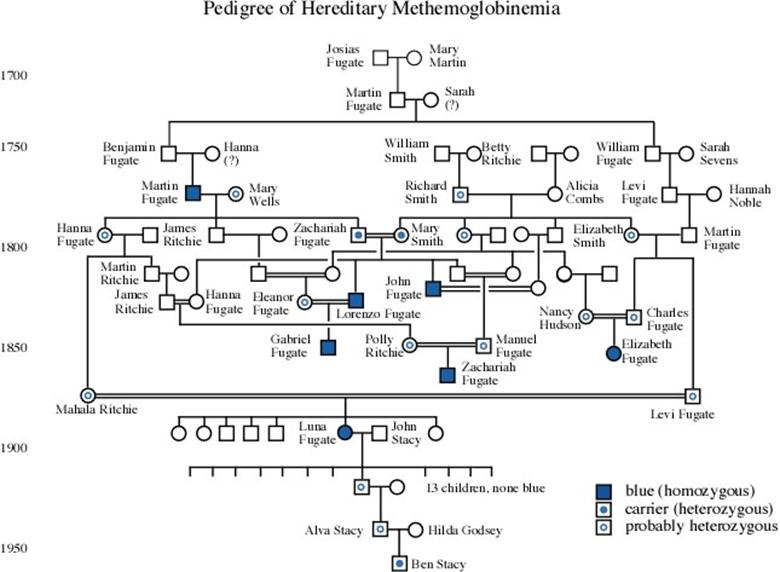 Pedigree of Hereditary Methemoglobinemia
Josias
Fugate
Mary
Martin
1700
Martin
Fugate
Sarah
(?)
1750
Benjamin
Fugate
Hanna
(?)
William
Smith
Betty
Ritchie
William
Fugate
Sarah
Sevens
Martin
Fugate
Mary
Wells
Richard
Smith
Alicia
Combs
Levi
Fugate
Hannah
Noble
Hanna
Fugate
James
Ritchie
Zachariah
Fugate
Mary
Smith
Elizabeth
Smith
Martin
Fugate
1800
Martin
Ritchie
James
Ritchie
Hanna
Fugate
Eleanor
Fugate
Lorenzo Fugate
John
Fugate
Nancy
Hudson
Charles
Fugate
1850
Gabriel
Fugate
Polly
Ritchie
Manuel
Fugate
Elizabeth
Fugate
Zachariah
Fugate
Mahala Ritchie
Levi Fugate
1900
Luna
Fugate
John
Stacy
13 children, none blue
blue (homozygous)
carrier (heterozygous)
probably heterozygous
Alva Stacy
Hilda Godsey
1950
Ben Stacy